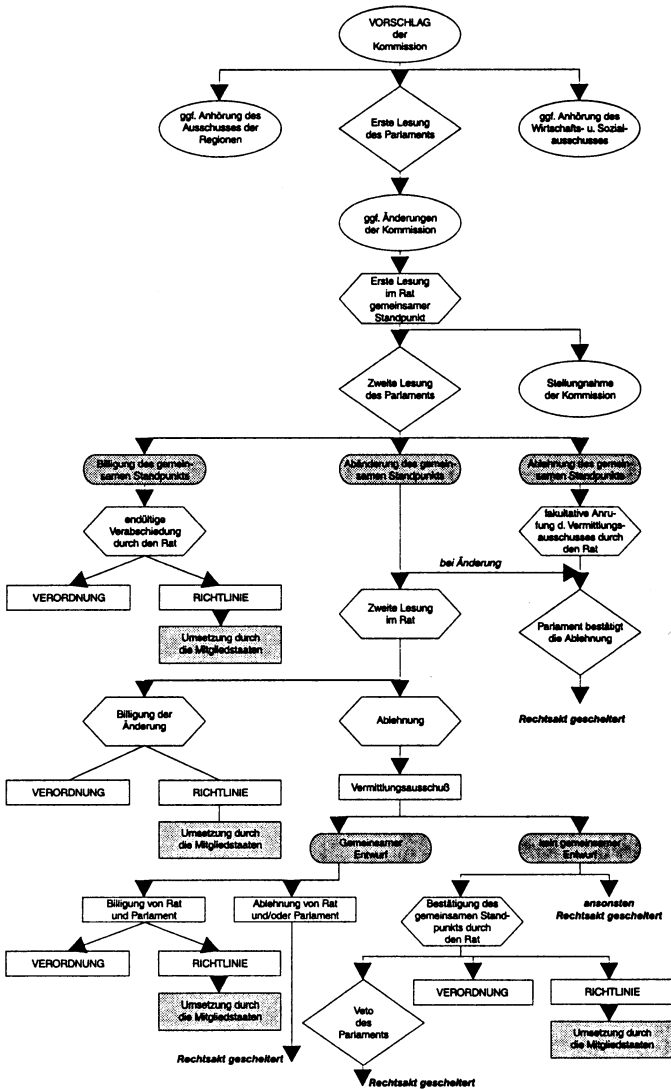 VORSCHLAG
der
Kommission
ggf. Anhörung des
Ausschusses der
Regionen
Erste Lesung
des Parlaments
ggf. Anhörung des
Wirtschafts- u. Sozial-
ausschusses
ggf. Änderungen
der Kommission
Erste Lesung
im Rat
gemeinsamer
Standpunkt
Zweite Lesung
des Parlaments
Stellungnahme
der Kommission
Billigung des gemein-
samen Standpunkts
Abänderung des gemein-
samen Standpunkts
Ablehnung des gemein-
samen Standpunkts
endültige
Verabschiedung
durch den Rat
fakultative Anru-
fung d. Vermittlungs-
ausschusses durch
den Rat
bei Änderung
VERORDNUNG
RICHTLINIE
Umsetzung durch
die Mitgliedstaaten
Zweite Lesung
im Rat
Parlament bestätigt
die Ablehnung
Rechtsakt gescheitert
Billigung der
Änderung
Ablehnung
VERORDNUNG
RICHTLINIE
Umsetzung durch
die Mitgliedstaaten
Vermittlungsausschuß
Gemeinsamer
Entwurf
kein gemeinsamer
Entwurf
Billigung von Rat
und Parlament
Ablehnung von Rat
und/oder Parlament
Bestätigung des
gemeinsamen Stand-
punkts durch
den Rat
ansonsten
Rechtsakt gescheitert
VERORDNUNG
RICHTLINIE
Umsetzung durch
die Mitgliedstaaten
Rechtsakt gescheitert
Veto
des
Parlaments
VERORDNUNG
RICHTLINIE
Umsetzung durch
die Mitgliedstaaten
Rechtsakt gescheitert